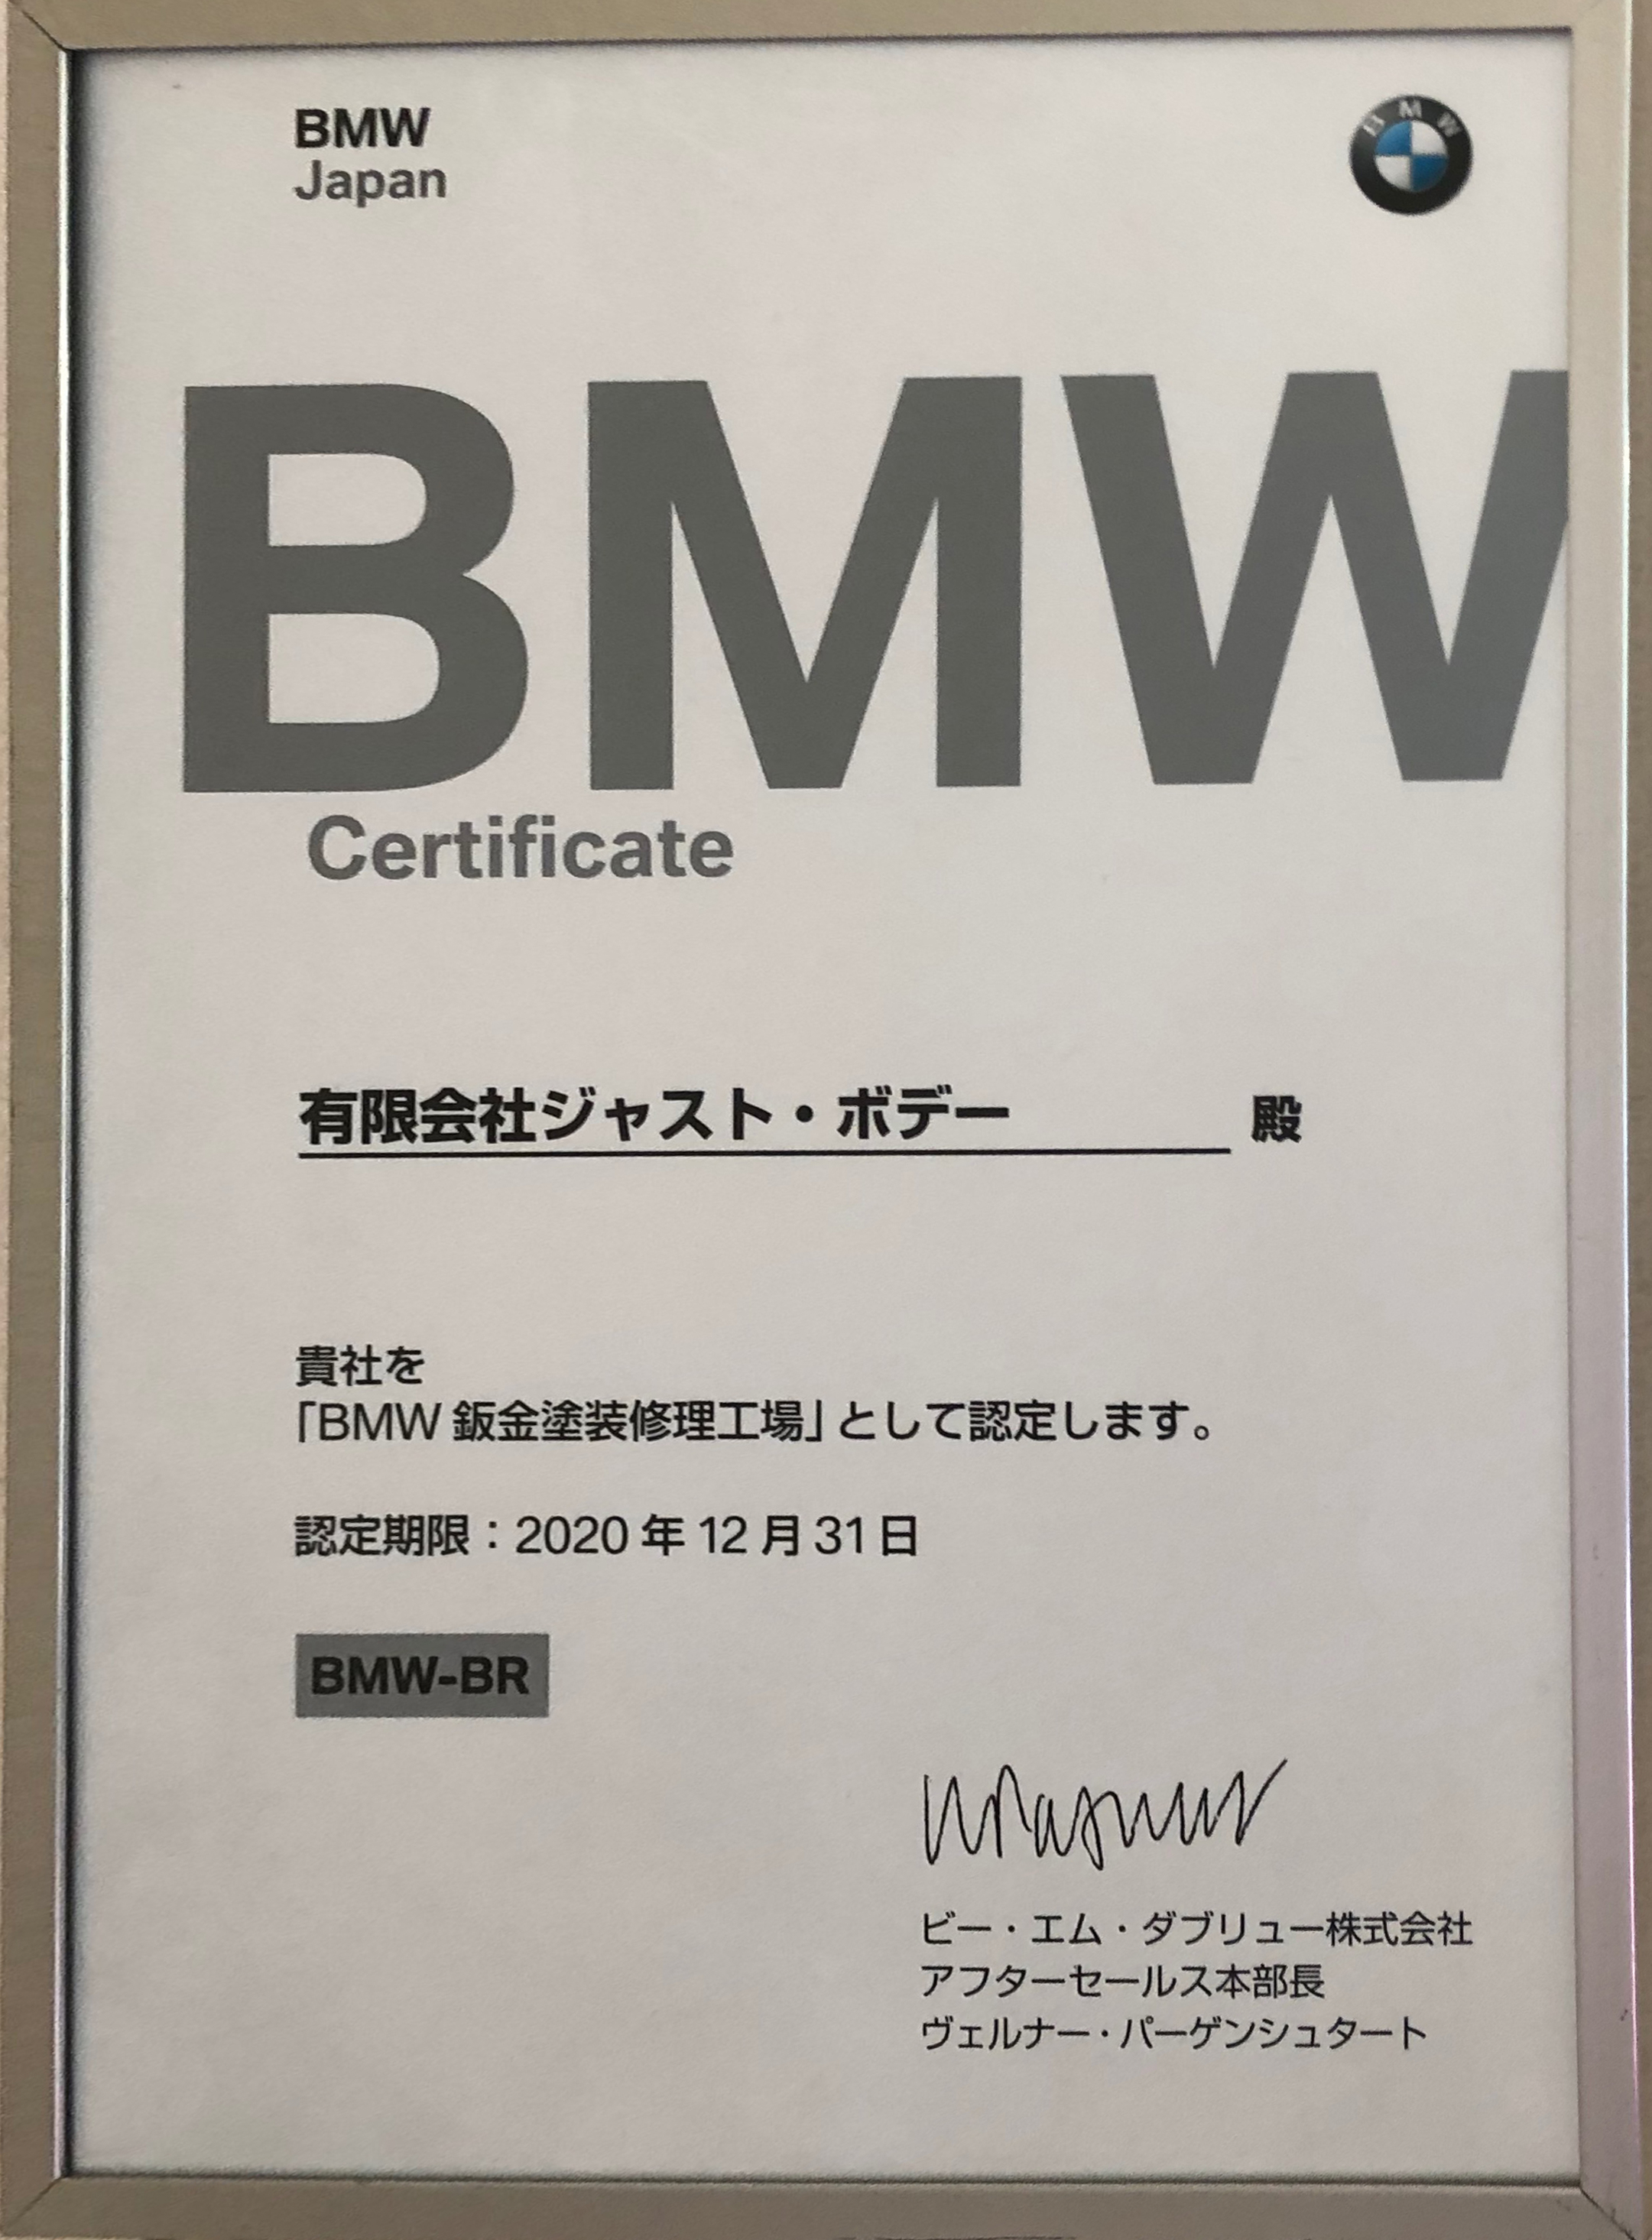 BMW
Japan
BMW
BMW
Certificate
有限会社ジャスト・ボデー 殿
貴社を
「BMW 鈑金塗装修理工場」として認定します。
認定期限：2020年12月31日
BMW-BR
ビー・エム・ダブリュー株式会社
アフターセールス本部長
ヴェルナー・パーゲンシュタート